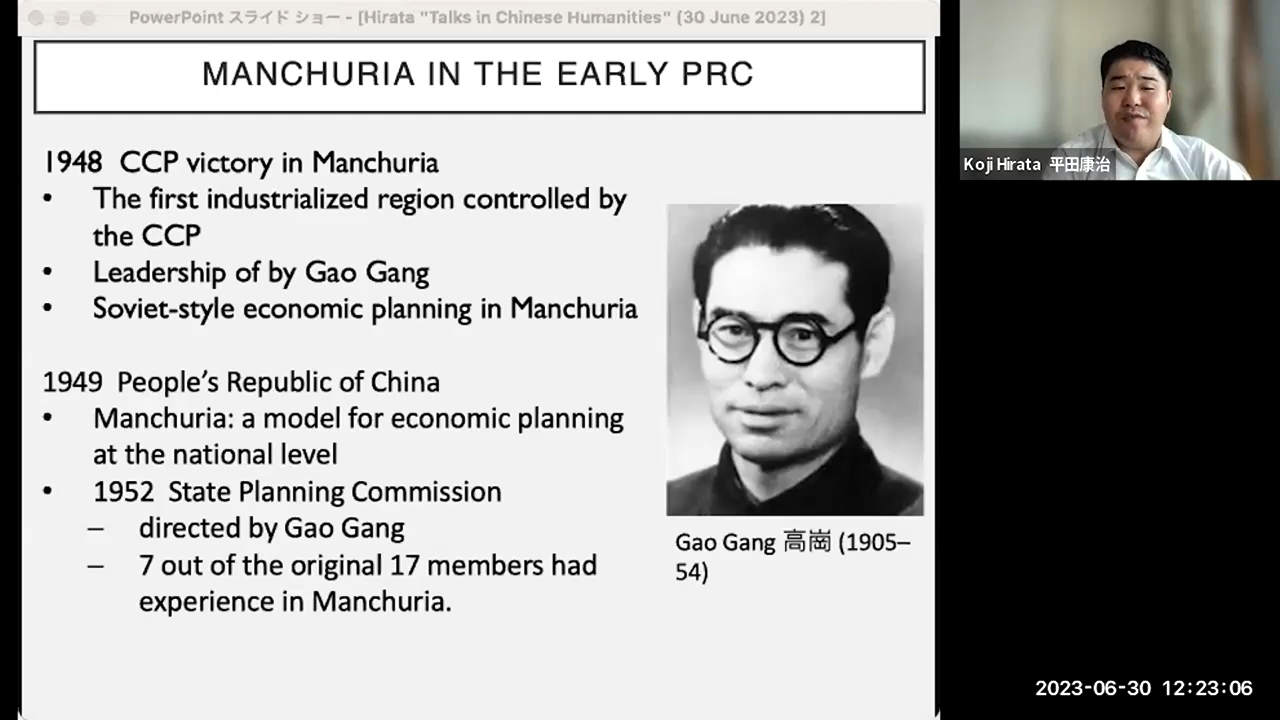 PowerPoint スライド ショー - [Hirata "Talks in Chinese Humanities" (30 June 2023) 2]
MANCHURIA IN THE EARLY PRC
1948 CCP victory in Manchuria
• The first industrialized region controlled by
the CCP
• Leadership of by Gao Gang
• Soviet-style economic planning in Manchuria
1949 People's Republic of China
• Manchuria: a model for economic planning
at the national level
• 1952 State Planning Commission
– directed by Gao Gang
– 7 out of the original 17 members had
experience in Manchuria.
Gao Gang 高崗 (1905–
54)
Koji Hirata 平田康治
2023-06-30 12:23:06